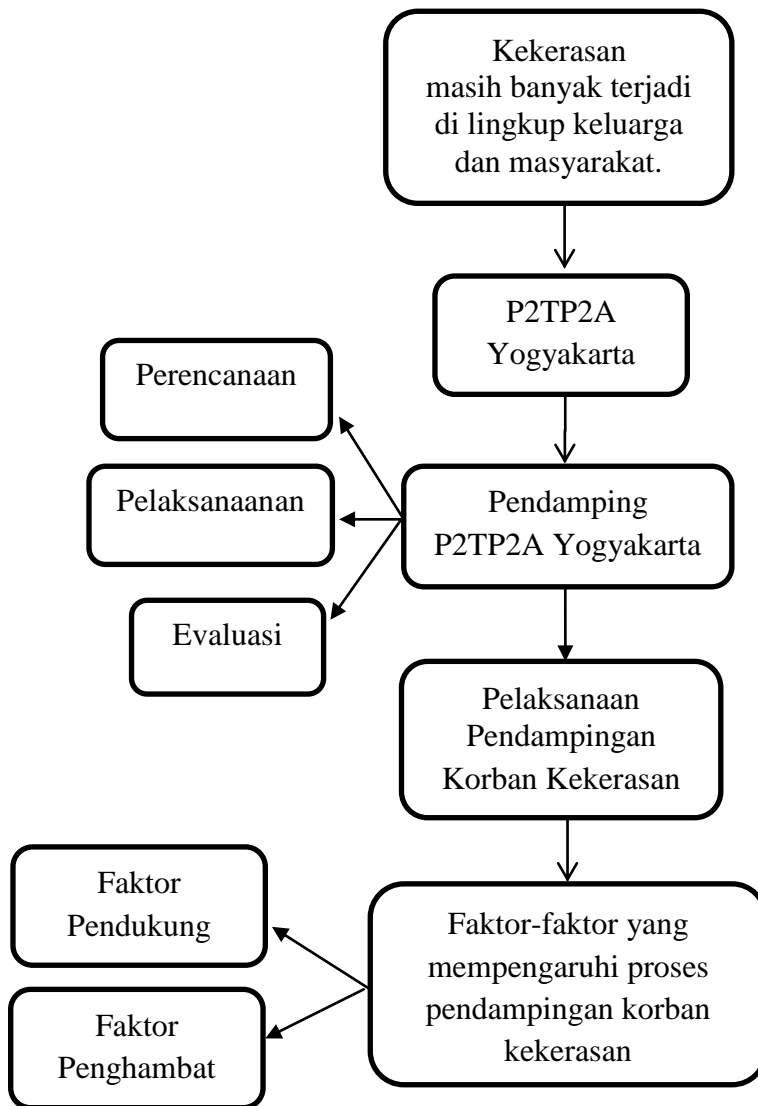 Kekerasan
masih banyak terjadi
di lingkup keluarga
dan masyarakat.
P2TP2A
Yogyakarta
Perencanaan
Pelaksanaanan
Evaluasi
Pendamping
P2TP2A Yogyakarta
Pelaksanaan
Pendampingan
Korban Kekerasan
Faktor
Pendukung
Faktor
Penghambat
Faktor-faktor yang
mempengaruhi proses
pendampingan korban
kekerasan